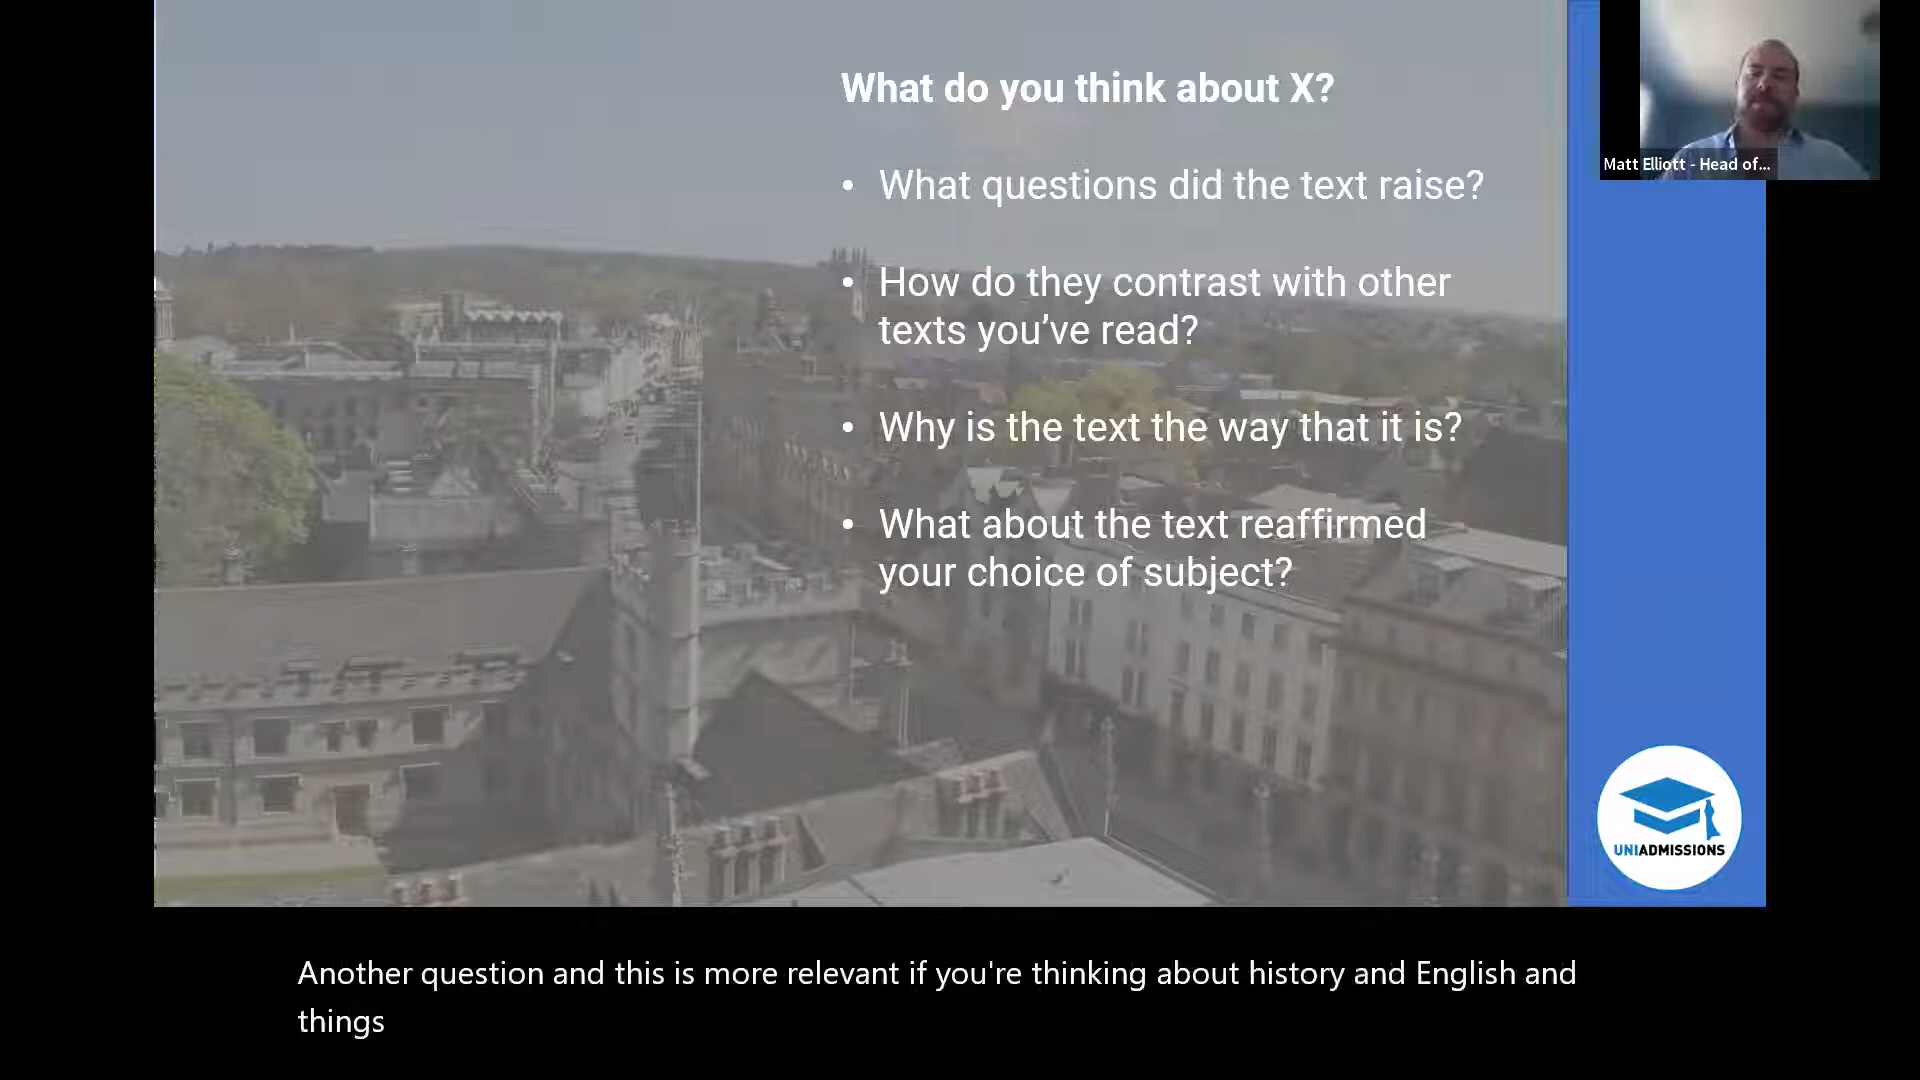 What do you think about X?
• What questions did the text raise?
• How do they contrast with other
texts you’ve read?
• Why is the text the way that it is?
• What about the text reaffirmed
your choice of subject?
Matt Elliott - Head of...
UNIADMISSIONS
Another question and this is more relevant if you're thinking about history and English and
things